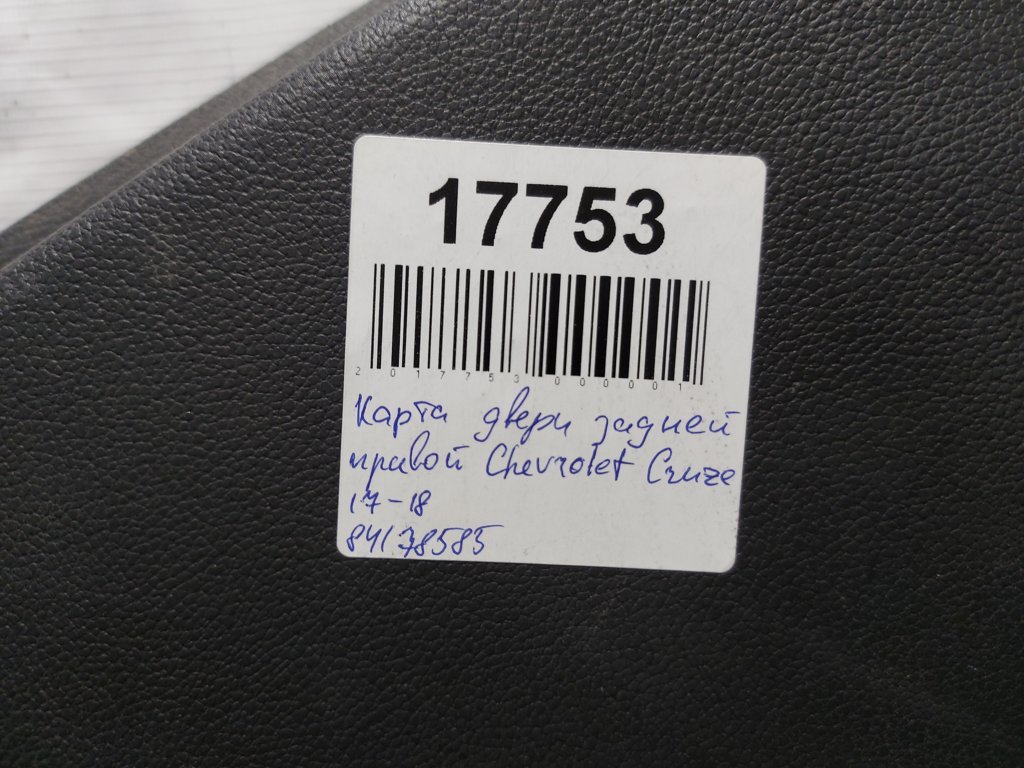 17753
2017753000001
Карта двери задней
правой Chevrolet Cruze
17-18
84178585